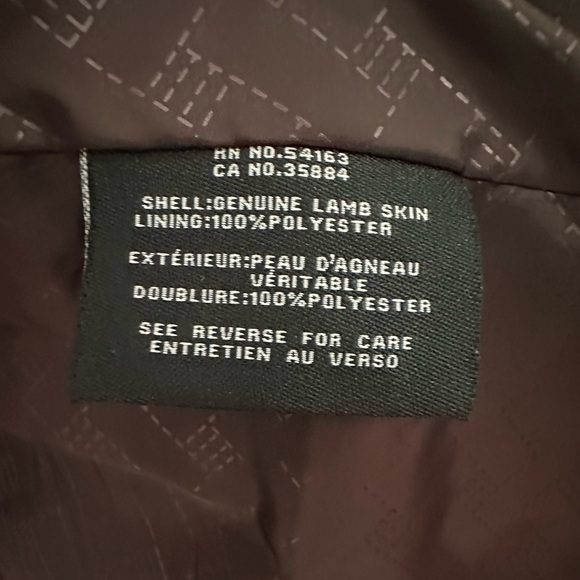 RN NO.54163
CA NO.35884
SHELL:GENUINE LAMB SKIN
LINING:100%POLYESTER
EXTÉRIEUR:PEAU D'AGNEAU
VÉRITABLE
DOUBLURE:100%POLYESTER
SEE REVERSE FOR CARE
ENTRETIEN AU VERSO